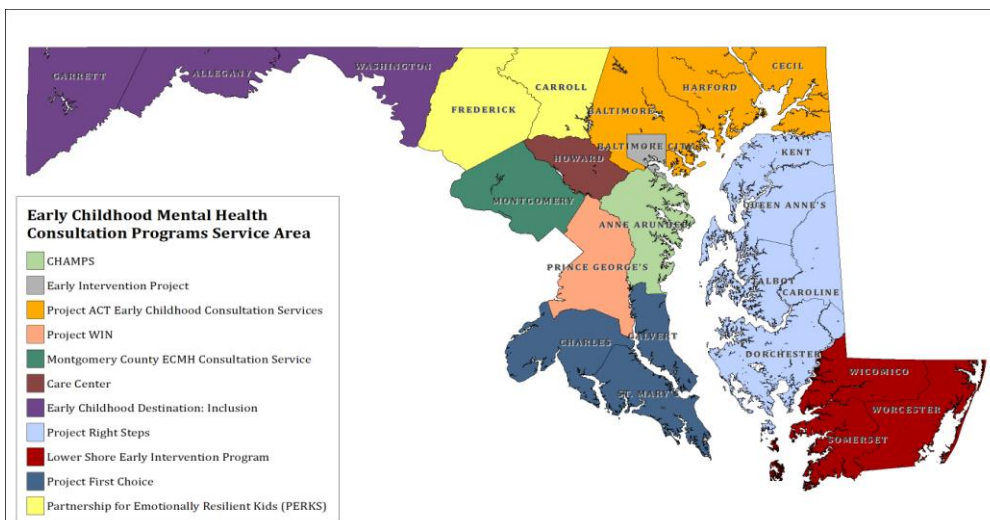 GARRETT
ALLEGANY
WASHINGTON
FREDERICK
CARROLL
BALTIMORE
HARFORD
CECIL
BALTIMORE CITY
HOWARD
KENT
MONTGOMERY
QUEEN ANNE'S
ANNE ARUNDEL
PRINCE GEORGE'S
TALBOT
CAROLINE
CHARLES
CALVERT
DORCHESTER
ST. MARY'S
WICOMICO
WORCESTER
SOMERSET
Early Childhood Mental Health
Consultation Programs Service Area
CHAMPS
Early Intervention Project
Project ACT Early Childhood Consultation Services
Project WIN
Montgomery County ECMH Consultation Service
Care Center
Early Childhood Destination: Inclusion
Project Right Steps
Lower Shore Early Intervention Program
Project First Choice
Partnership for Emotionally Resilient Kids (PERKS)